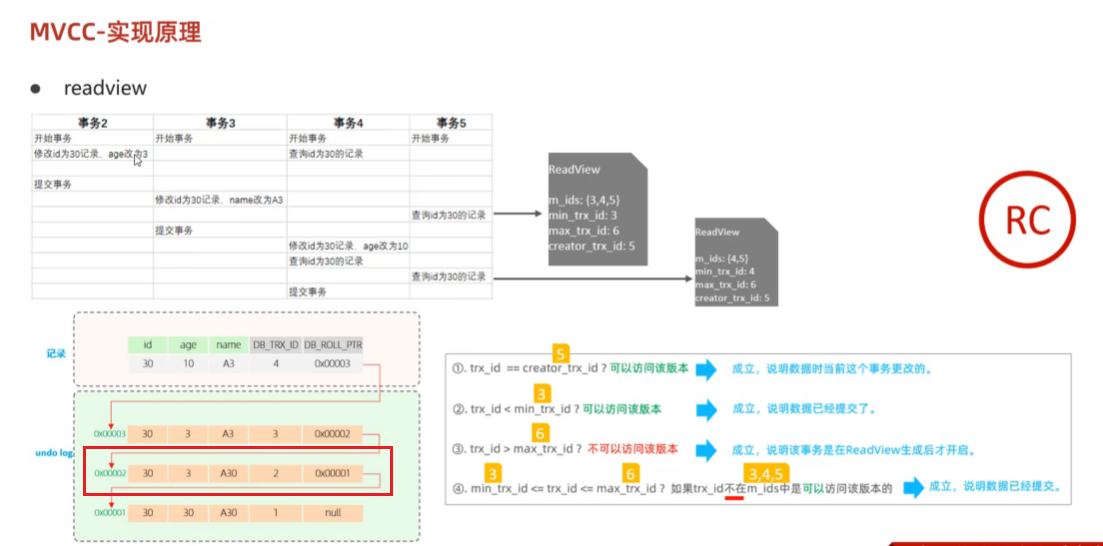 MVCC-实现原理
● readview
事务2 事务3 事务4 事务5
开始事务 开始事务 开始事务 开始事务
修改id为30记录、age改为3 查询id为30的记录
提交事务
修改id为30记录、name改为A3
查询id为30的记录
提交事务
修改id为30记录、age改为10
查询id为30的记录
查询id为30的记录
提交事务
ReadView
m_ids: {3,4,5}
min_trx_id: 3
max_trx_id: 6
creator_trx_id: 5
ReadView
m_ids: {4,5}
min_trx_id: 4
max_trx_id: 6
creator_trx_id: 5
RC
记录
id age name DB_TRX_ID DB_ROLL_PTR
30 10 A3 4 0x00003
undo log
0x00003 30 3 A3 3 0x00002
0x00002 30 3 A30 2 0x00001
0x00001 30 30 A30 1 null
5
①. trx_id == creator_trx_id ? 可以访问该版本 成立，说明数据时当前这个事务更改的。
3
②. trx_id < min_trx_id ? 可以访问该版本 成立，说明数据已经提交了。
6
③. trx_id > max_trx_id ? 不可以访问该版本 成立，说明该事务是在ReadView生成后才开启。
3 6 3,4,5
④. min_trx_id <= trx_id <= max_trx_id ? 如果trx_id不在m_ids中是可以访问该版本的 成立，说明数据已经提交。